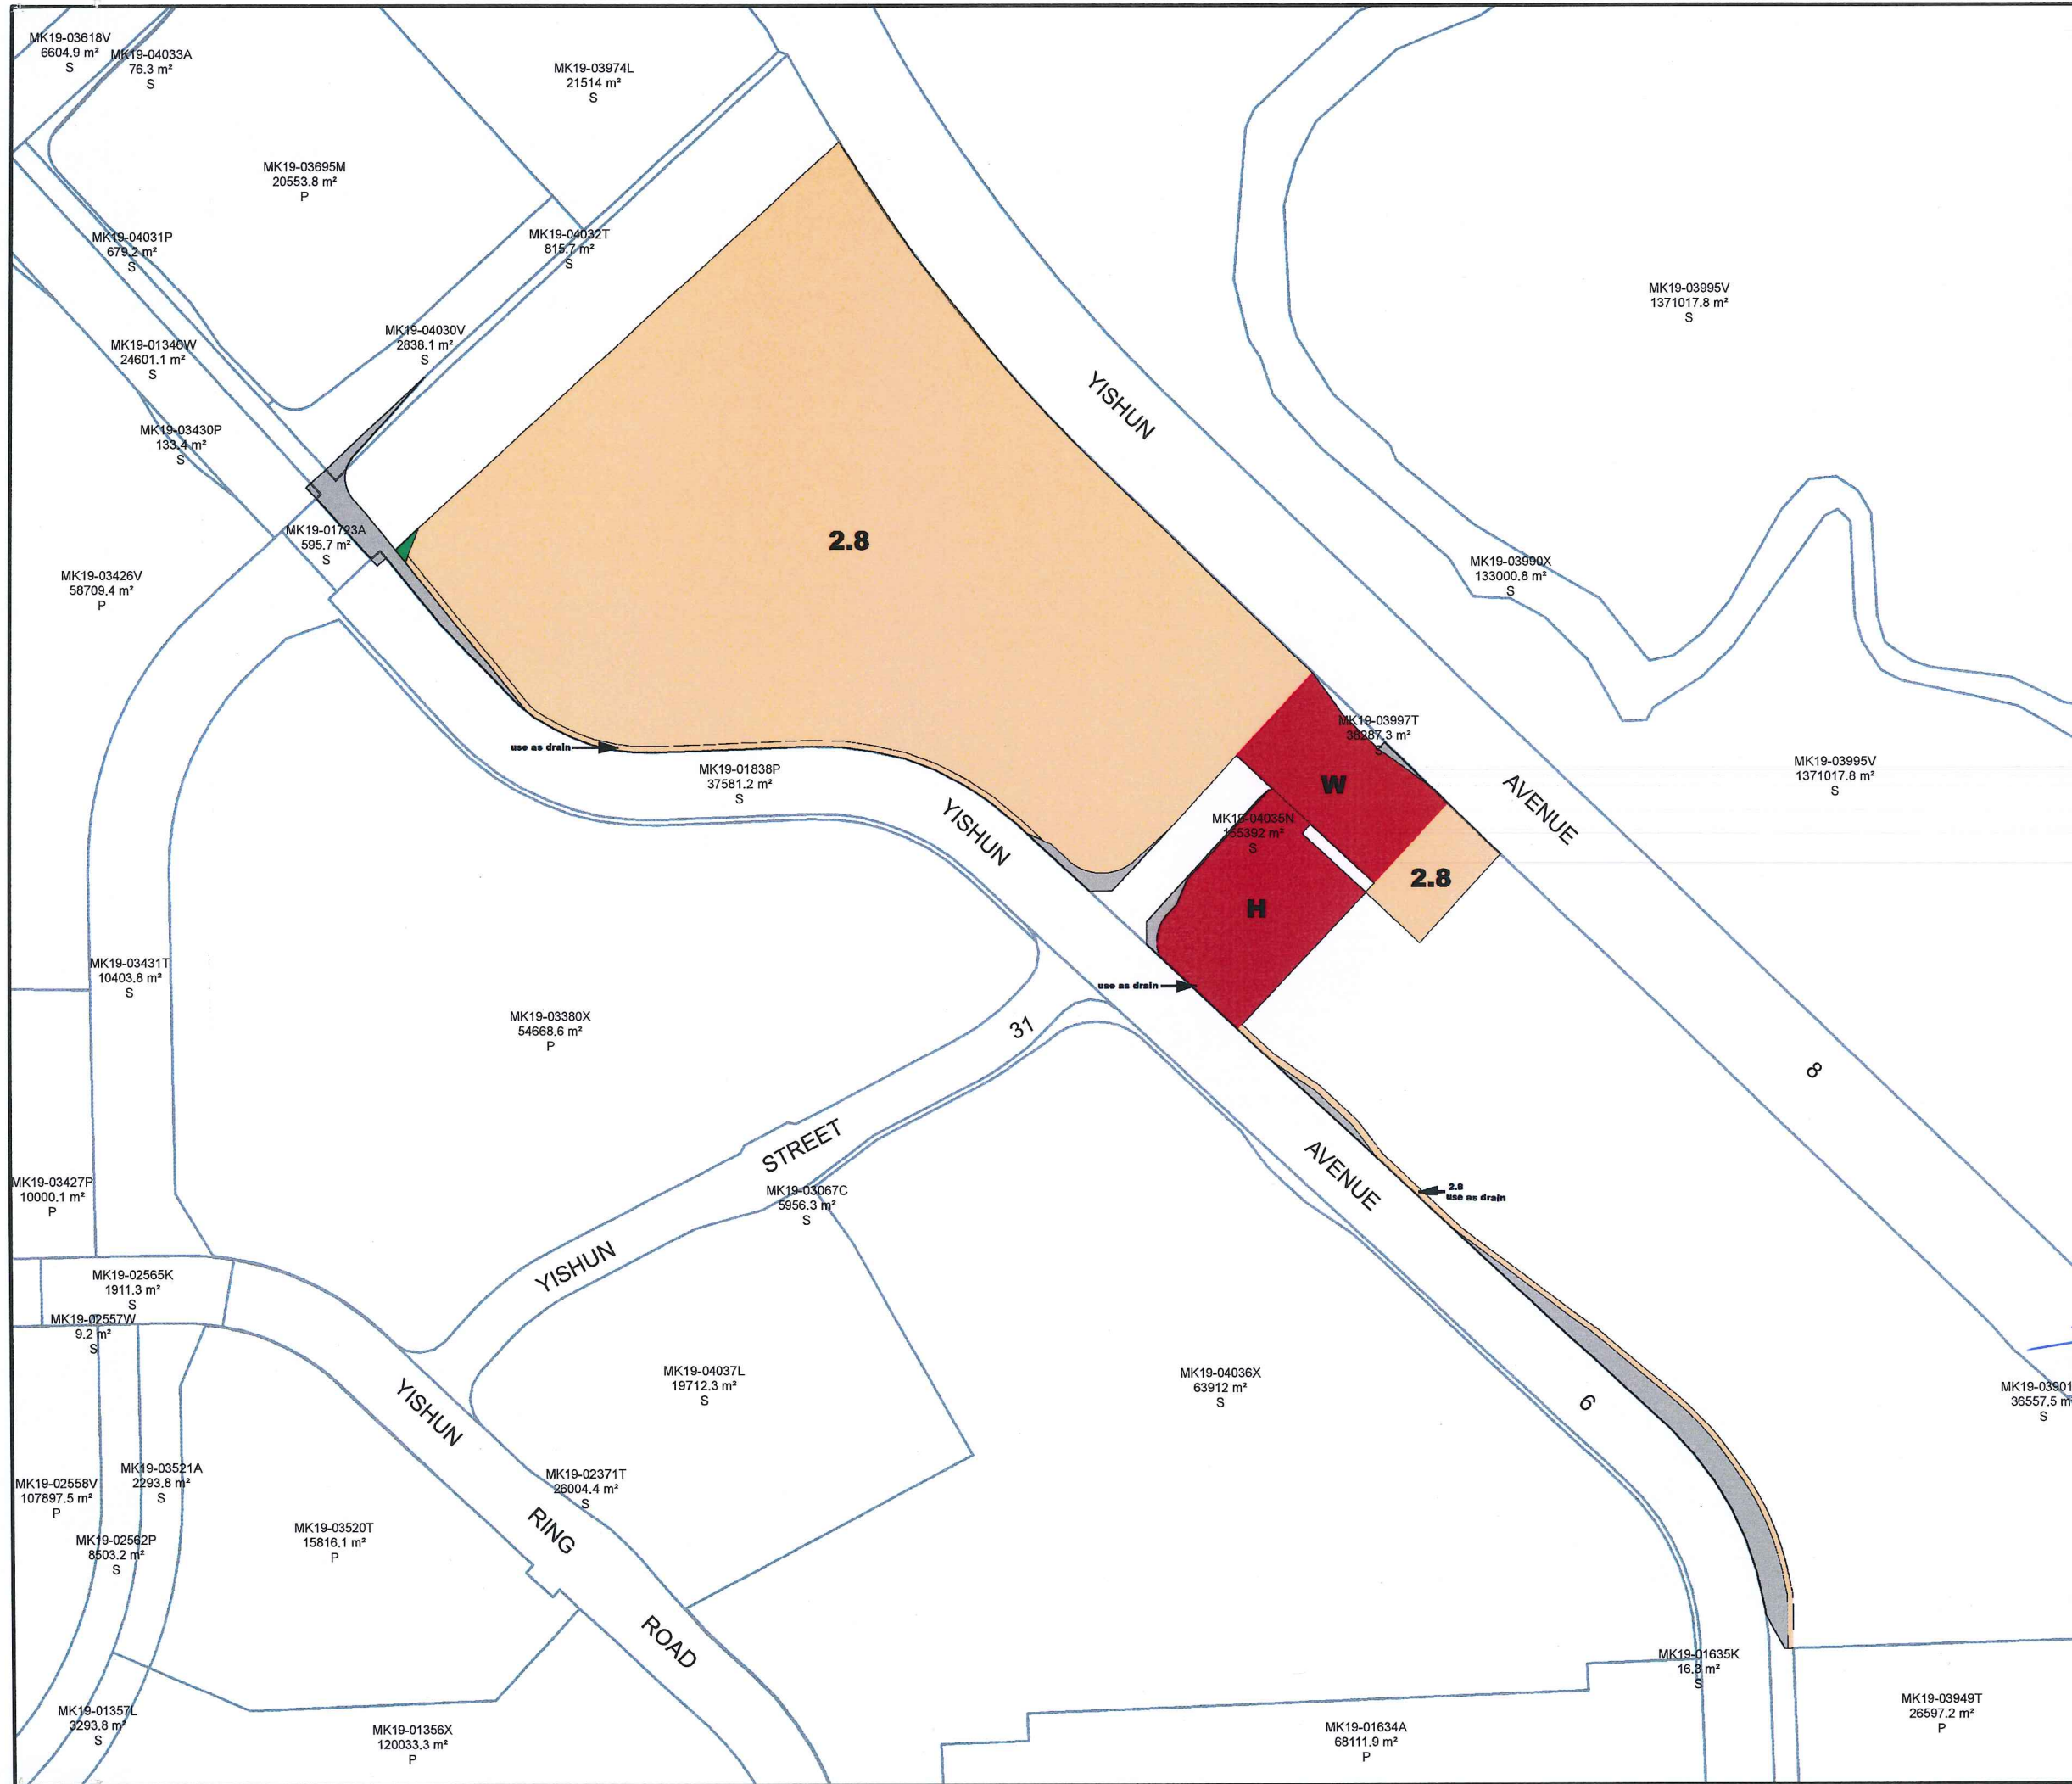 MK19-03618V
6604.9 m²
S
MK19-04033A
76.3 m²
S
MK19-03974L
21514 m²
S
MK19-03695M
20553.8 m²
P
MK19-04031P
679.2 m²
S
MK19-04032T
815.7 m²
S
MK19-03995V
1371017.8 m²
S
MK19-04030V
2838.1 m²
S
MK19-01346W
24601.1 m²
S
MK19-03430P
133.4 m²
S
YISHUN
2.8
MK19-01723A
595.7 m²
S
MK19-03426V
58709.4 m²
P
MK19-03990X
133000.8 m²
S
MK19-03997T
38287.3 m²
S
use as drain
MK19-01838P
37581.2 m²
S
W
AVENUE
MK19-03995V
1371017.8 m²
S
YISHUN
MK19-04035N
155392 m²
S
2.8
H
MK19-03431T
10403.8 m²
S
use as drain
MK19-03380X
54668.6 m²
P
31
8
STREET
AVENUE
MK19-03427P
10000.1 m²
P
MK19-03067C
5956.3 m²
S
2.8
use as drain
YISHUN
MK19-02565K
1911.3 m²
S
MK19-02557W
9.2 m²
S
MK19-04037L
19712.3 m²
S
MK19-04036X
63912 m²
S
6
MK19-03901
36557.5 m
S
YISHUN
MK19-03521A
2293.8 m²
S
MK19-02558V
107897.5 m²
P
MK19-02371T
26004.4 m²
S
RING
MK19-02562P
8503.2 m²
S
MK19-03520T
15816.1 m²
P
ROAD
MK19-01635K
16.3 m²
S
MK19-01357L
3293.8 m²
S
MK19-01356X
120033.3 m²
P
MK19-01634A
68111.9 m²
P
MK19-03949T
26597.2 m²
P